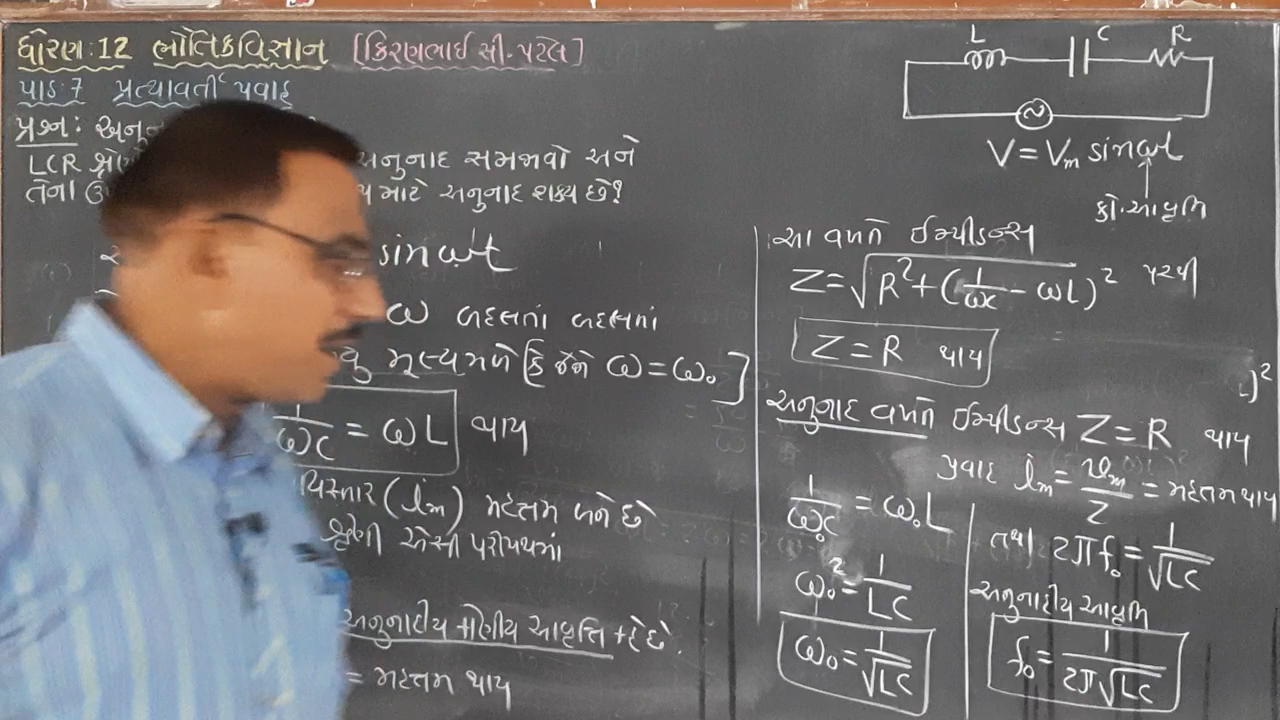 ધોરણ:12 ભૌતિકવિજ્ઞાન [કિરણભાઈ સી. પટેલ]
પાઠ:7 પ્રત્યાવર્તી પ્રવાહ
પ્રશ્ન:
LCR અનુનાદ સમજાવો અને
તેના માટે અનુનાદ શક્ય છે?
sinωt
ω બદલતાં બદલતાં
મૂલ્ય મળે [કે જેને ω = ω₀]
1/ωC = ωL થાય
(im) મહત્તમ બને છે
શ્રેણી એસી પરીપથમાં
અનુનાદીય કોણીય આવૃત્તિ કહે છે.
= મહત્તમ થાય
L C R
V = Vm sinωt
કો.આવૃત્તિ
આ વખતે ઈમ્પીડન્સ
Z = √R² + (1/ωC - ωL)² પરથી
Z = R થાય
અનુનાદ વખતે ઈમ્પીડન્સ Z = R થાય
પ્રવાહ im = vm/Z = મહત્તમ થાય
1/ω₀C = ω₀L
ω₀² = 1/LC
ω₀ = 1/√LC
તથા 2πf₀ = 1/√LC
અનુનાદીય આવૃત્તિ
f₀ = 1/2π√LC